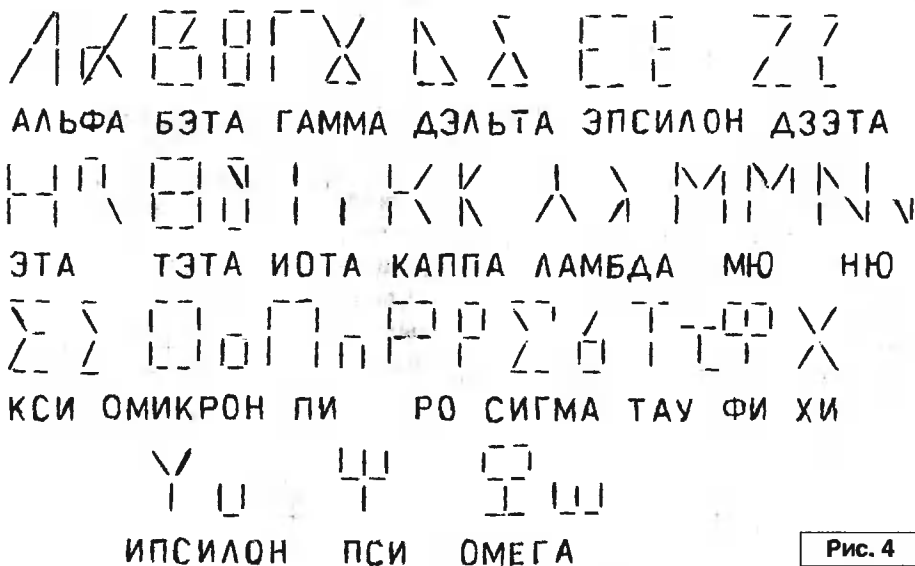 АЛЬФА БЭТА ГАММА ДЭЛЬТА ЭПСИЛОН ДЗЭТА
ЭТА ТЭТА ИОТА КАППА ЛАМБДА МЮ НЮ
КСИ ОМИКРОН ПИ РО СИГМА ТАУ ФИ ХИ
ИПСИЛОН ПСИ ОМЕГА
Рис. 4